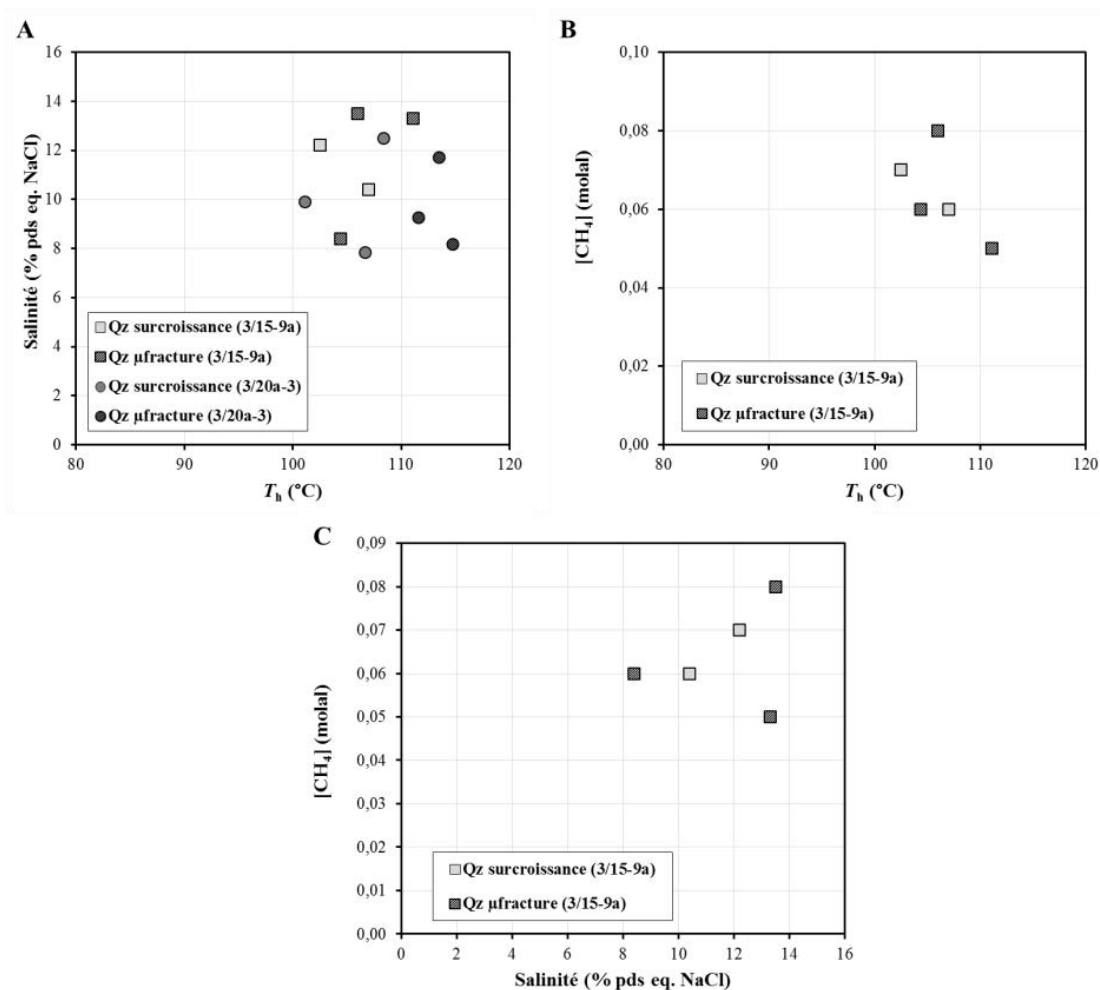 A
16
14
12
10
8
6
4
2
0
Salinité (% pds eq. NaCl)
Qz surcroissance (3/15-9a)
Qz µfracture (3/15-9a)
Qz surcroissance (3/20a-3)
Qz µfracture (3/20a-3)
80 90 100 110 120
Th (°C)
B
0,10
0,08
0,06
0,04
0,02
0,00
[CH4] (molal)
Qz surcroissance (3/15-9a)
Qz µfracture (3/15-9a)
80 90 100 110 120
Th (°C)
C
0,09
0,08
0,07
0,06
0,05
0,04
0,03
0,02
0,01
0,00
[CH4] (molal)
Qz surcroissance (3/15-9a)
Qz µfracture (3/15-9a)
0 2 4 6 8 10 12 14 16
Salinité (% pds eq. NaCl)